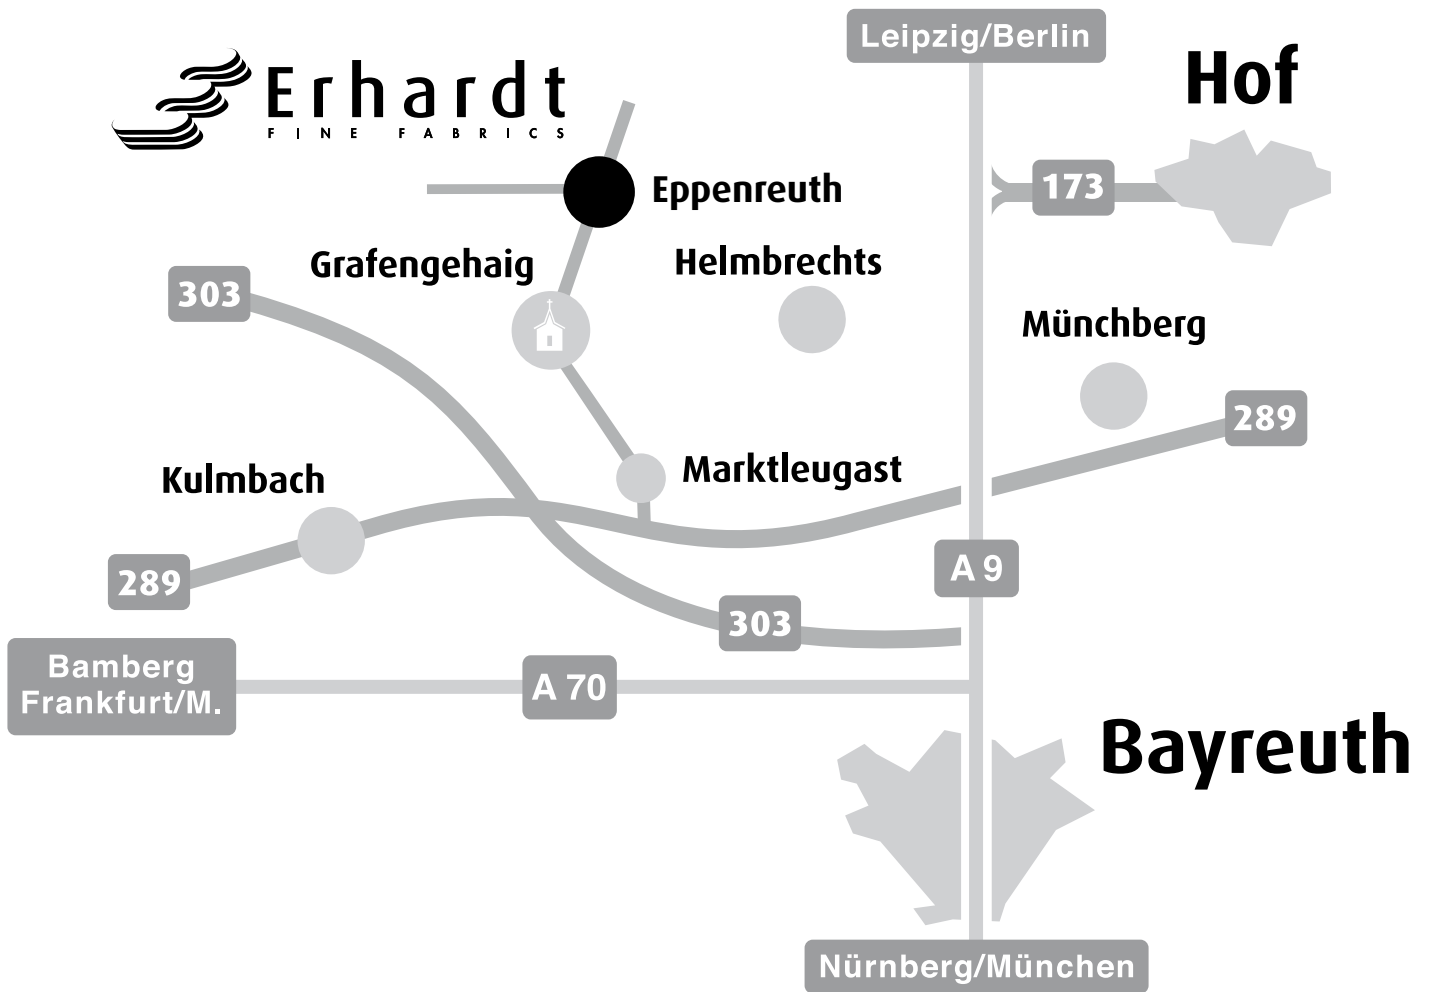 Leipzig/Berlin
Hof
Erhardt
FINE FABRICS
173
Eppenreuth
Helmbrechts
Grafengehaig
303
Münchberg
289
Marktleugast
Kulmbach
A 9
289
303
Bamberg
Frankfurt/M.
A 70
Bayreuth
Nürnberg/München